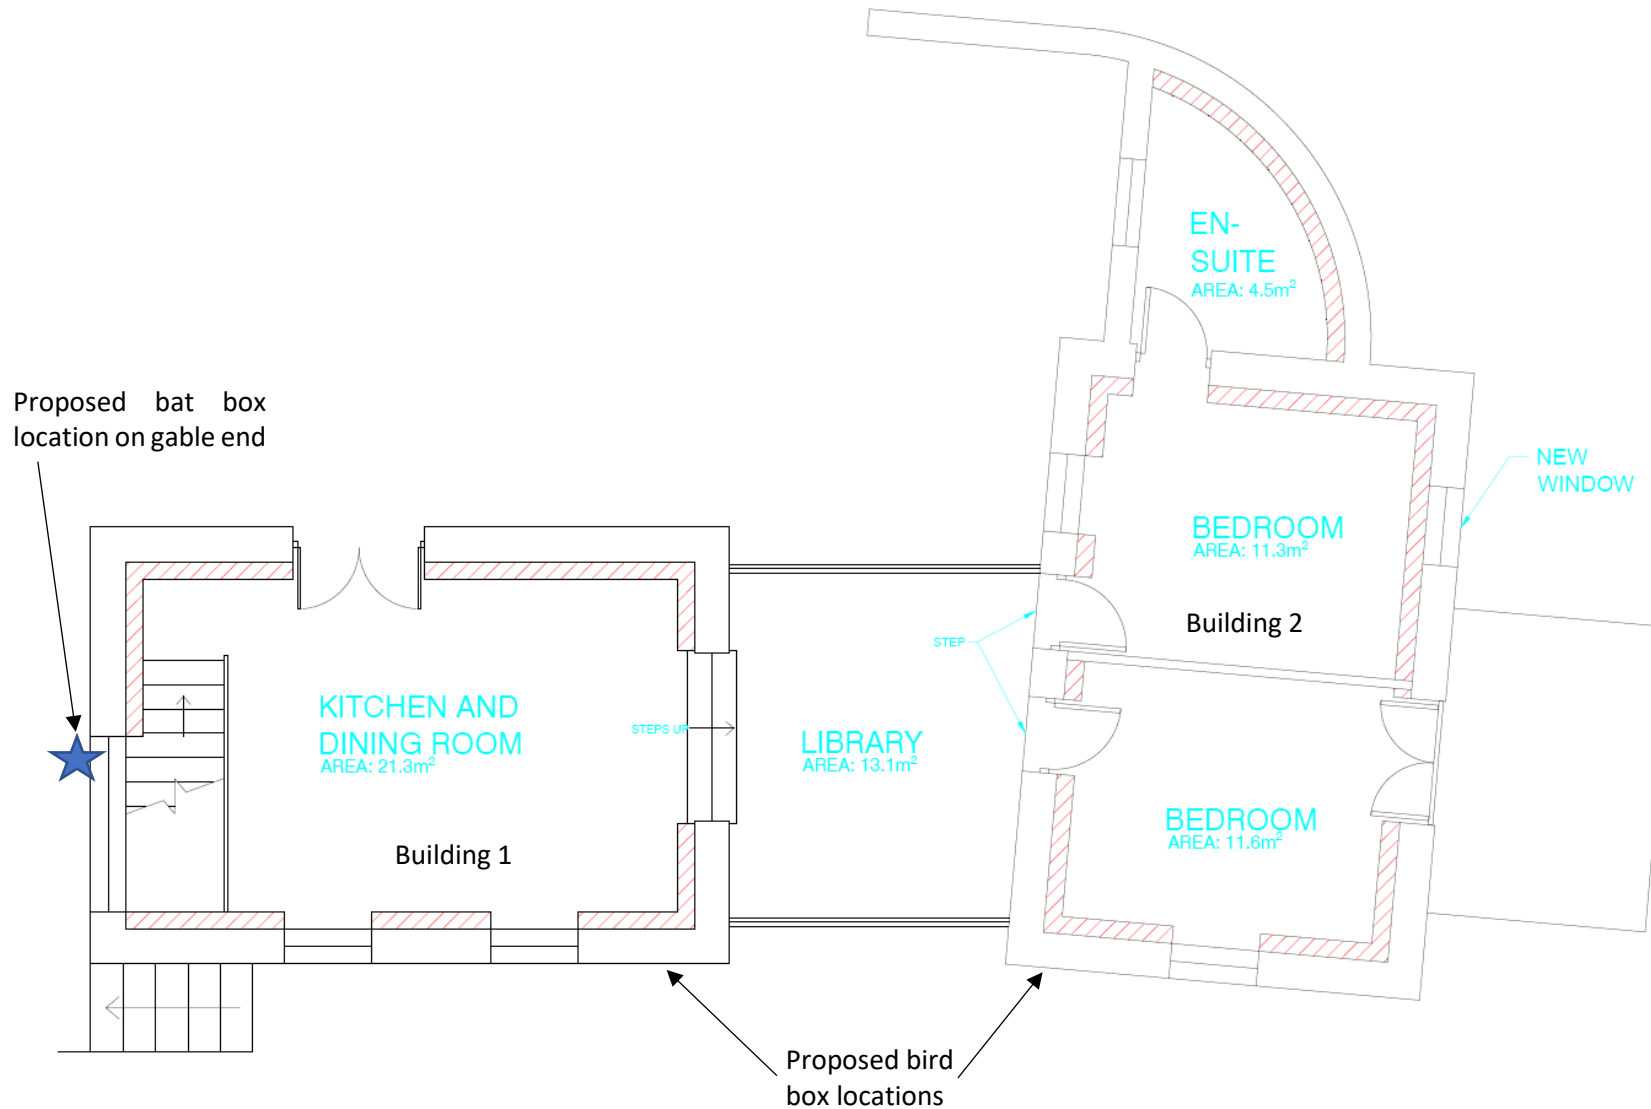 EN-
SUITE
AREA: 4.5m²
Proposed bat box
location on gable end
NEW
WINDOW
BEDROOM
AREA: 11.3m²
Building 2
STEP
KITCHEN AND
DINING ROOM
AREA: 21.3m²
STEPS UP
LIBRARY
AREA: 13.1m²
BEDROOM
AREA: 11.6m²
Building 1
Proposed bird
box locations